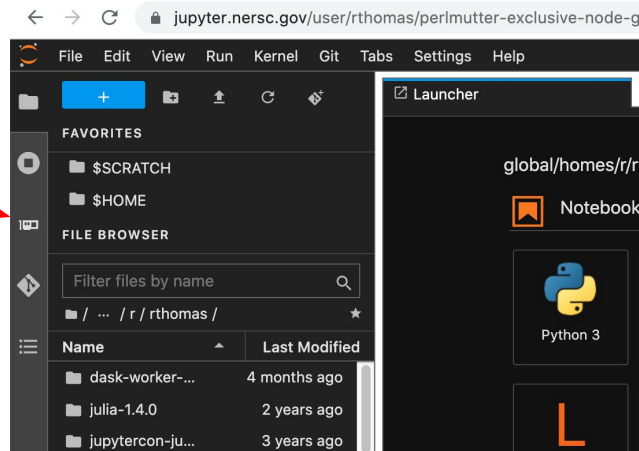 jupyter.nersc.gov/user/rthomas/perlmutter-exclusive-node-g
File Edit View Run Kernel Git Tabs Settings Help
Launcher
FAVORITES
$SCRATCH
$HOME
FILE BROWSER
Filter files by name
/ ... / r / rthomas /
Name Last Modified
dask-worker-... 4 months ago
julia-1.4.0 2 years ago
jupytercon-ju... 3 years ago
global/homes/r/r
Notebook
Python 3
L